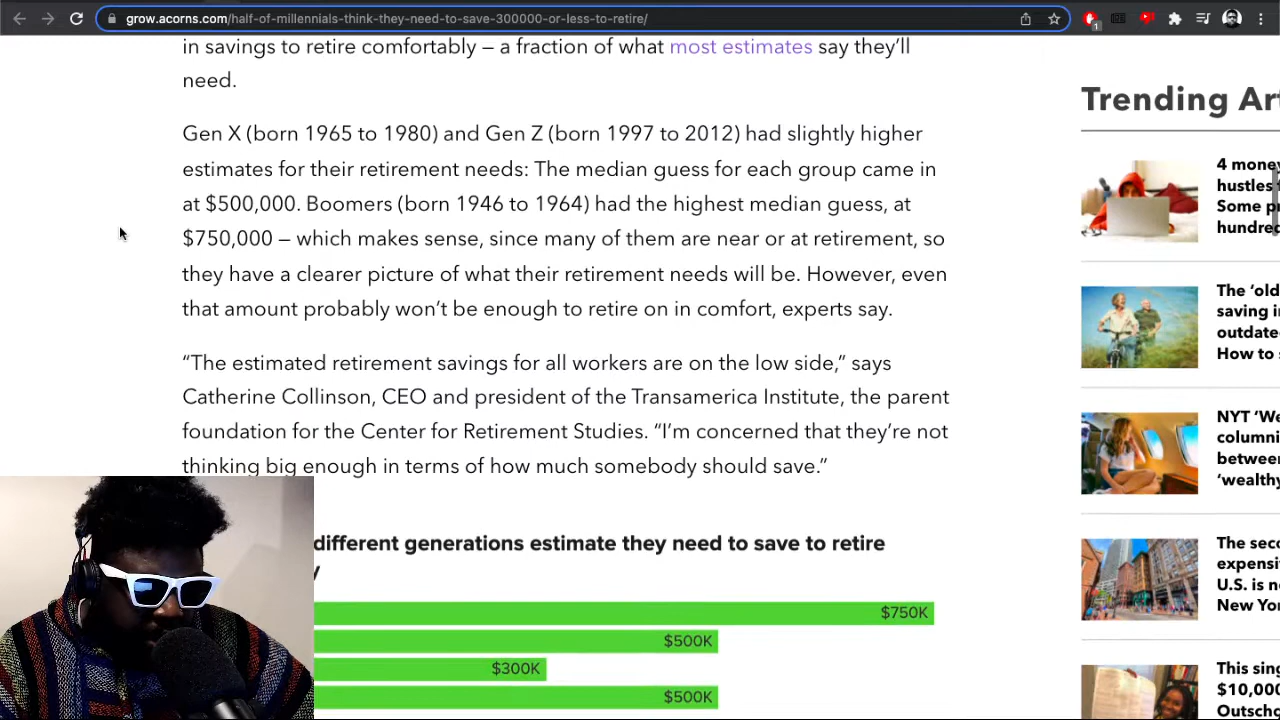 grow.acorns.com/half-of-millennials-think-they-need-to-save-300000-or-less-to-retire/
in savings to retire comfortably — a fraction of what most estimates say they’ll
need.
Gen X (born 1965 to 1980) and Gen Z (born 1997 to 2012) had slightly higher
estimates for their retirement needs: The median guess for each group came in
at $500,000. Boomers (born 1946 to 1964) had the highest median guess, at
$750,000 — which makes sense, since many of them are near or at retirement, so
they have a clearer picture of what their retirement needs will be. However, even
that amount probably won’t be enough to retire on in comfort, experts say.
“The estimated retirement savings for all workers are on the low side,” says
Catherine Collinson, CEO and president of the Transamerica Institute, the parent
foundation for the Center for Retirement Studies. “I’m concerned that they’re not
thinking big enough in terms of how much somebody should save.”
different generations estimate they need to save to retire
$750K
$500K
$300K
$500K
Trending Ar
4 money
hustles
Some pr
hundred
The ‘old
saving i
outdate
How to
NYT ‘We
columni
between
‘wealthy
The seco
expensi
U.S. is n
New Yor
This sing
$10,000
Outscho
1